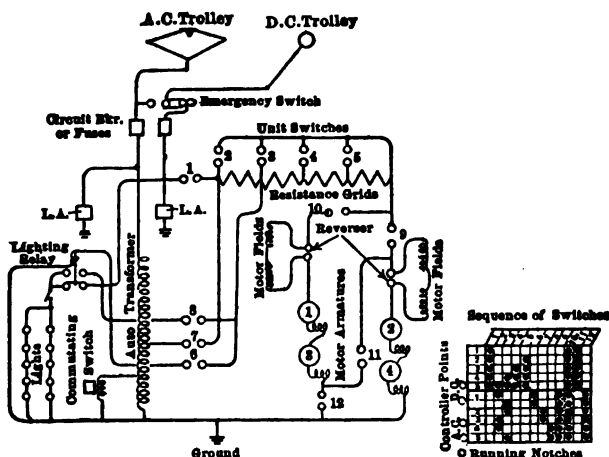 A.C.Trolley
D.C.Trolley
Emergency Switch
Circuit Bkr.
or Fuses
Unit Switches
1
2
3
4
5
Resistance Grids
L.A.
L.A.
10
Reverser
9
Lighting
Relay
Auto Transformer
Motor Fields
Motor Fields
Motor Armatures
1
2
3
4
8
7
6
11
12
Lights
Commutating
Switch
Ground
Sequence of Switches
Controller Points
D.C.
A.C.
O Running Notches